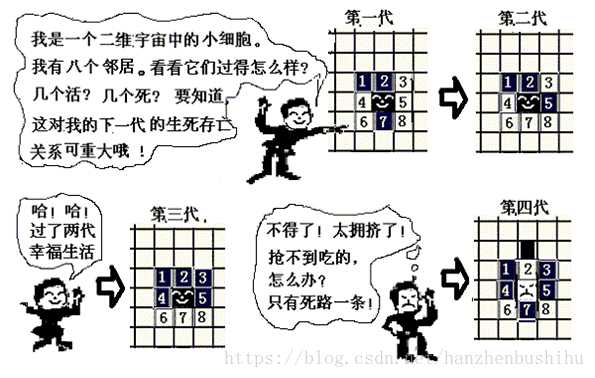 我是一个二维宇宙中的小细胞。
我有八个邻居。看看它们过得怎么样?
几个活? 几个死? 要知道,
这对我的下一代的生死存亡
关系可重大哦!
第一代
1 2 3
4 5
6 7 8
第二代
1 2 3
4 5
6 7 8
哈! 哈!
过了两代
幸福生活
第三代
1 2 3
4 5
6 7 8
不得了! 太拥挤了!
抢不到吃的,
怎么办?
只有死路一条!
第四代
1 2 3
4 5
6 7 8
https://blog.csdn.net/hanzhenbushihu